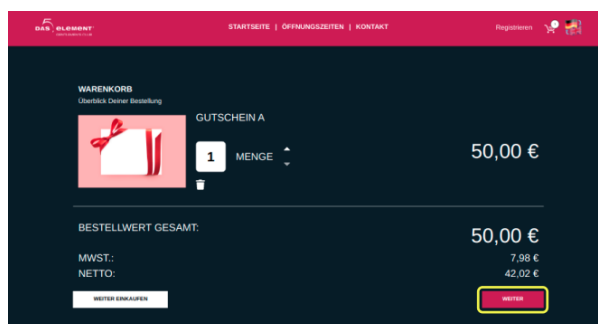 DAS 5 ELEMENT
STARTSEITE | ÖFFNUNGSZEITEN | KONTAKT
Registrieren
WARENKORB
Überblick Deiner Bestellung
GUTSCHEIN A
1 MENGE
50,00 €
BESTELLWERT GESAMT:
50,00 €
MWST.:
7,98 €
NETTO:
42,02 €
WEITER EINKAUFEN
WEITER